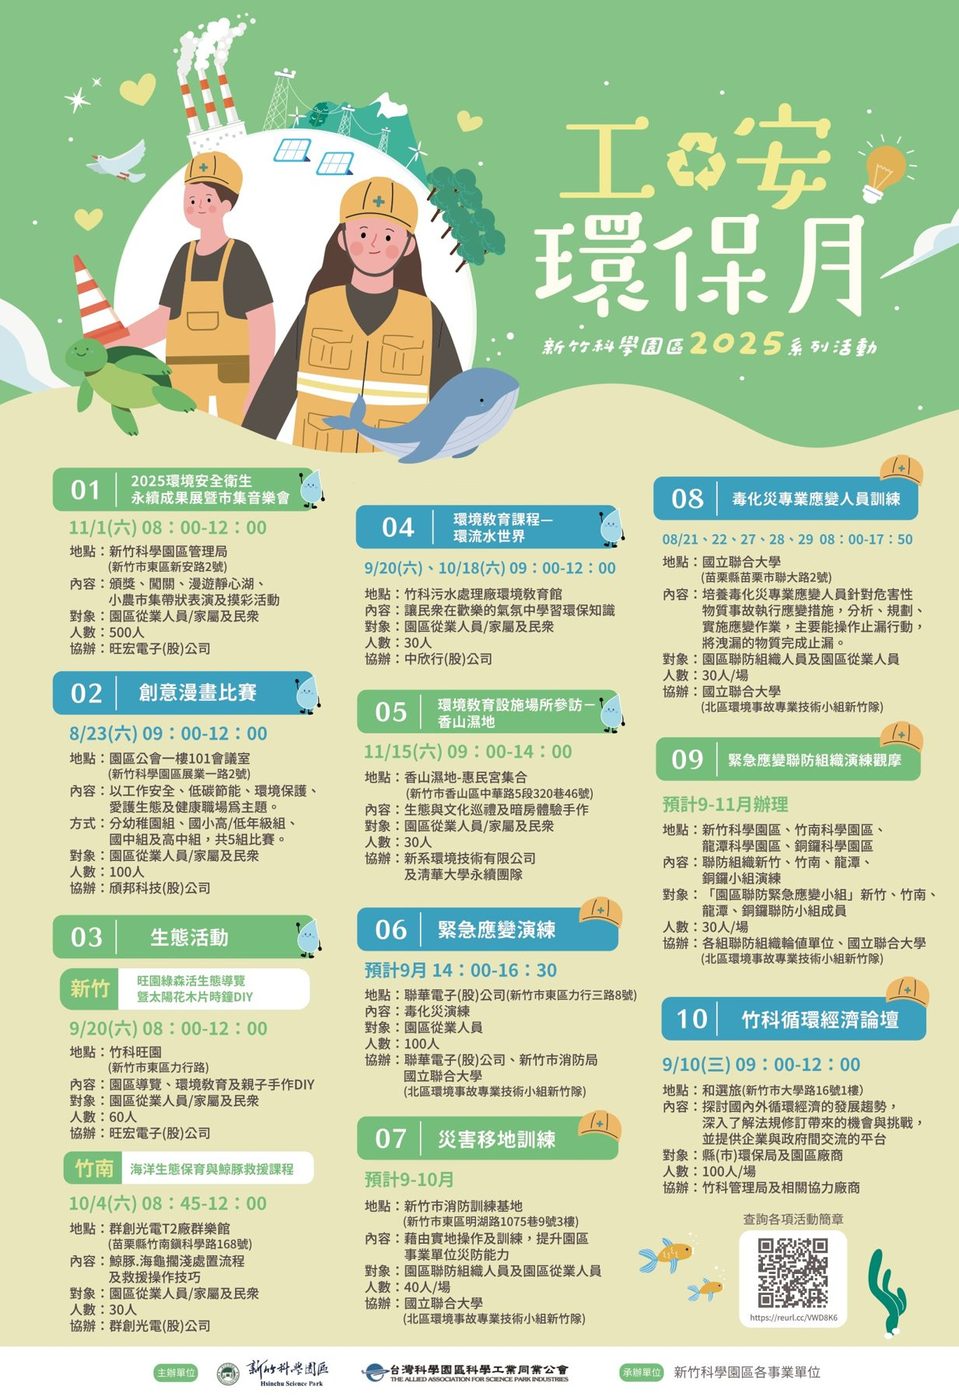 工安
環保月
新竹科學園區2025系列活動
01
2025環境安全衛生
永續成果展暨市集音樂會
11/1(六) 08：00-12：00
地點：新竹科學園區管理局
(新竹市東區新安路2號)
內容：頒獎、闖關、漫遊靜心湖、
小農市集帶狀表演及摸彩活動
對象：園區從業人員/家屬及民衆
人數：500人
協辦：旺宏電子(股)公司
02
創意漫畫比賽
8/23(六) 09：00-12：00
地點：園區公會一樓101會議室
(新竹科學園區展業一路2號)
內容：以工作安全、低碳節能、環境保護、
愛護生態及健康職場爲主題。
方式：分幼稚園組、國小高/低年級組、
國中組及高中組，共5組比賽。
對象：園區從業人員/家屬及民衆
人數：100人
協辦：頎邦科技(股)公司
03
生態活動
新竹
旺園綠森活生態導覽
暨太陽花木片時鐘DIY
9/20(六) 08：00-12：00
地點：竹科旺園
(新竹市東區力行路)
內容：園區導覽、環境教育及親子手作DIY
對象：園區從業人員/家屬及民衆
人數：60人
協辦：旺宏電子(股)公司
竹南
海洋生態保育與鯨豚救援課程
10/4(六) 08：45-12：00
地點：群創光電T2廠群樂館
(苗栗縣竹南鎭科學路168號)
內容：鯨豚.海龜擱淺處置流程
及救援操作技巧
對象：園區從業人員/家屬及民衆
人數：30人
協辦：群創光電(股)公司
04
環境敎育課程—
環流水世界
9/20(六)、10/18(六) 09：00-12：00
地點：竹科污水處理廠環境敎育館
內容：讓民衆在歡樂的氣氛中學習環保知識
對象：園區從業人員/家屬及民衆
人數：30人
協辦：中欣行(股)公司
05
環境敎育設施場所參訪—
香山濕地
11/15(六) 09：00-14：00
地點：香山濕地-惠民宮集合
(新竹市香山區中華路5段320巷46號)
內容：生態與文化巡禮及暗房體驗手作
對象：園區從業人員/家屬及民衆
人數：30人
協辦：新系環境技術有限公司
及淸華大學永續團隊
06
緊急應變演練
預計9月 14：00-16：30
地點：聯華電子(股)公司(新竹市東區力行三路8號)
內容：毒化災演練
對象：園區從業人員
人數：100人
協辦：聯華電子(股)公司、新竹市消防局
國立聯合大學
(北區環境事故專業技術小組新竹隊)
07
災害移地訓練
預計9-10月
地點：新竹市消防訓練基地
(新竹市東區明湖路1075巷9號3樓)
內容：藉由實地操作及訓練，提升園區
事業單位災防能力
對象：園區聯防組織人員及園區從業人員
人數：40人/場
協辦：國立聯合大學
(北區環境事故專業技術小組新竹隊)
08
毒化災專業應變人員訓練
08/21、22、27、28、29 08：00-17：50
地點：國立聯合大學
(苗栗縣苗栗市聯大路2號)
內容：培養毒化災專業應變人員針對危害性
物質事故執行應變措施，分析、規劃、
實施應變作業，主要能操作止漏行動，
將洩漏的物質完成止漏。
對象：園區聯防組織人員及園區從業人員
人數：30人/場
協辦：國立聯合大學
(北區環境事故專業技術小組新竹隊)
09
緊急應變聯防組織演練觀摩
預計9-11月辦理
地點：新竹科學園區、竹南科學園區、
龍潭科學園區、銅鑼科學園區
內容：聯防組織新竹、竹南、龍潭、
銅鑼小組演練
對象：「園區聯防緊急應變小組」新竹、竹南、
龍潭、銅鑼聯防小組成員
人數：30人/場
協辦：各組聯防組織輪値單位、國立聯合大學
(北區環境事故專業技術小組新竹隊)
10
竹科循環經濟論壇
9/10(三) 09：00-12：00
地點：和選旅(新竹市大學路16號1樓)
內容：探討國內外循環經濟的發展趨勢，
深入了解法規修訂帶來的機會與挑戰，
並提供企業與政府間交流的平台
對象：縣(市)環保局及園區廠商
人數：100人/場
協辦：竹科管理局及相關協力廠商
查詢各項活動簡章
https://reurl.cc/VWD8K6
主辦單位
新竹科學園區
Hsinchu Science Park
台灣科學園區科學工業同業公會
THE ALLIED ASSOCIATION FOR SCIENCE PARK INDUSTRIES
承辦單位
新竹科學園區各事業單位